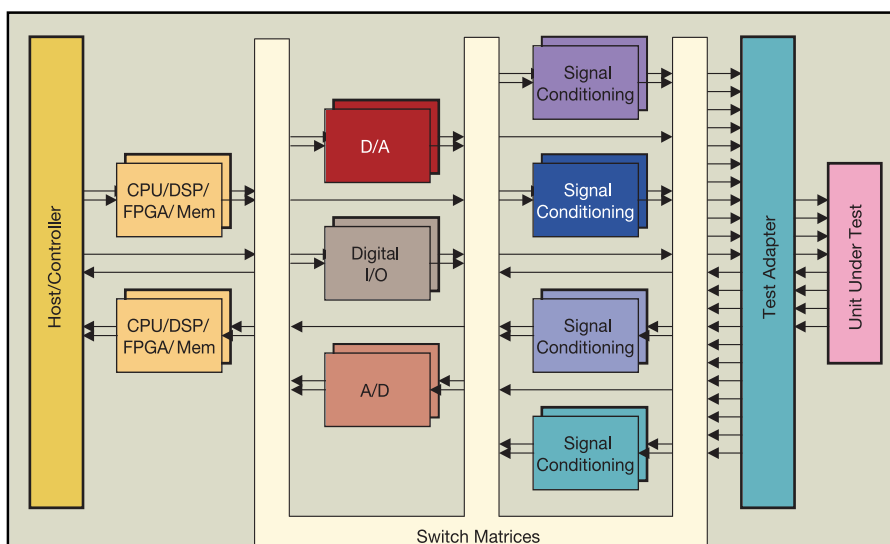 Host/Controller
CPU/DSP/
FPGA/Mem
CPU/DSP/
FPGA/Mem
D/A
Digital
I/O
A/D
Signal
Conditioning
Signal
Conditioning
Signal
Conditioning
Signal
Conditioning
Test Adapter
Unit Under Test
Switch Matrices